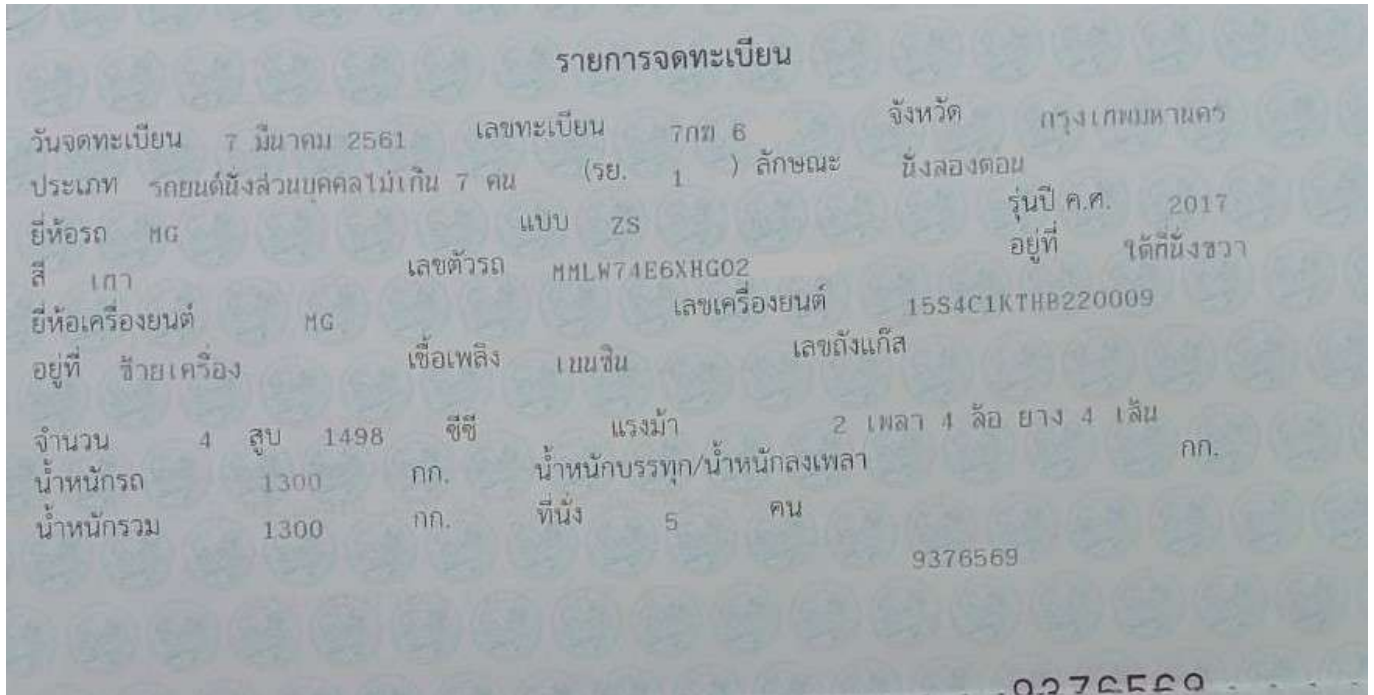 รายการจดทะเบียน
วันจดทะเบียน 7 มีนาคม 2561 เลขทะเบียน 7กฆ 6 จังหวัด กรุงเทพมหานคร
ประเภท รถยนต์นั่งส่วนบุคคลไม่เกิน 7 คน (รย. 1 ) ลักษณะ นั่งสองตอน
ยี่ห้อรถ MG แบบ ZS รุ่นปี ค.ศ. 2017
สี เทา เลขตัวรถ MMLW74E6XHG02 อยู่ที่ ใต้ที่นั่งขวา
ยี่ห้อเครื่องยนต์ MG เลขเครื่องยนต์ 15S4C1KTHB220009
อยู่ที่ ซ้ายเครื่อง เชื้อเพลิง เบนซิน เลขถังแก๊ส
จำนวน 4 สูบ 1498 ซีซี แรงม้า 2 เพลา 4 ล้อ ยาง 4 เส้น
น้ำหนักรถ 1300 กก. น้ำหนักบรรทุก/น้ำหนักลงเพลา กก.
น้ำหนักรวม 1300 กก. ที่นั่ง 5 คน
9376569
9376569